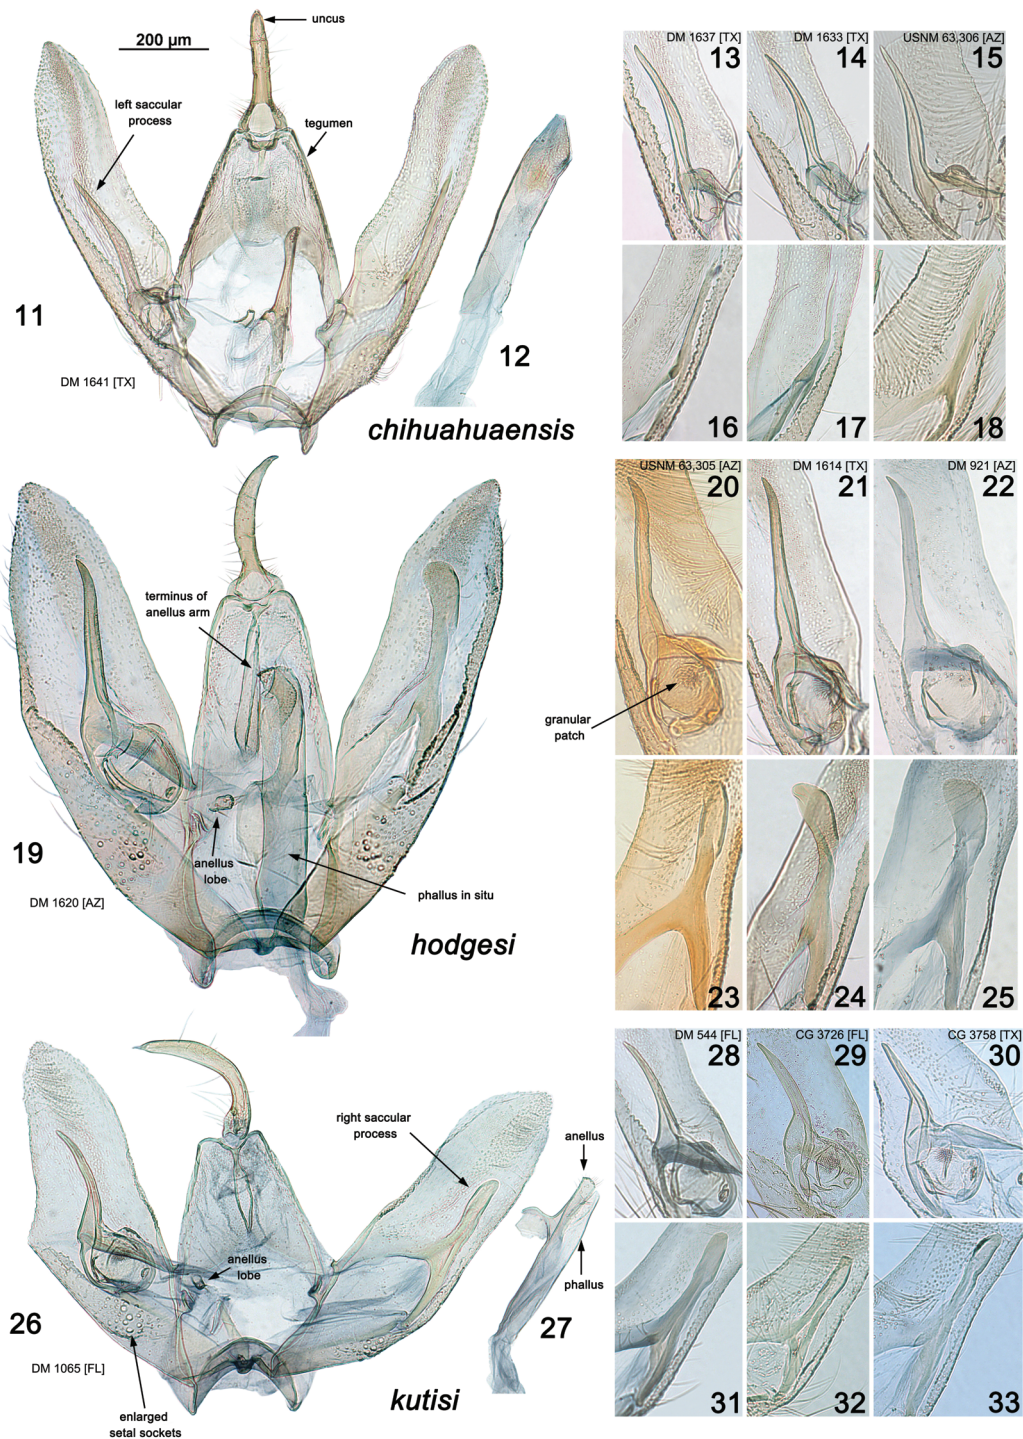 uncus
200 µm
left saccular
process
tegumen
11
12
DM 1641 [TX]
chihuahuaensis
DM 1637 [TX]
13
DM 1633 [TX]
14
USNM 63,306 [AZ]
15
16
17
18
terminus of
anellus arm
19
anellus
lobe
phallus in situ
DM 1620 [AZ]
hodgesi
USNM 63,305 [AZ]
20
DM 1614 [TX]
21
DM 921 [AZ]
22
granular
patch
23
24
25
right saccular
process
anellus
anellus
lobe
phallus
26
27
DM 1065 [FL]
enlarged
setal sockets
kutisi
DM 544 [FL]
28
CG 3726 [FL]
29
CG 3758 [TX]
30
31
32
33